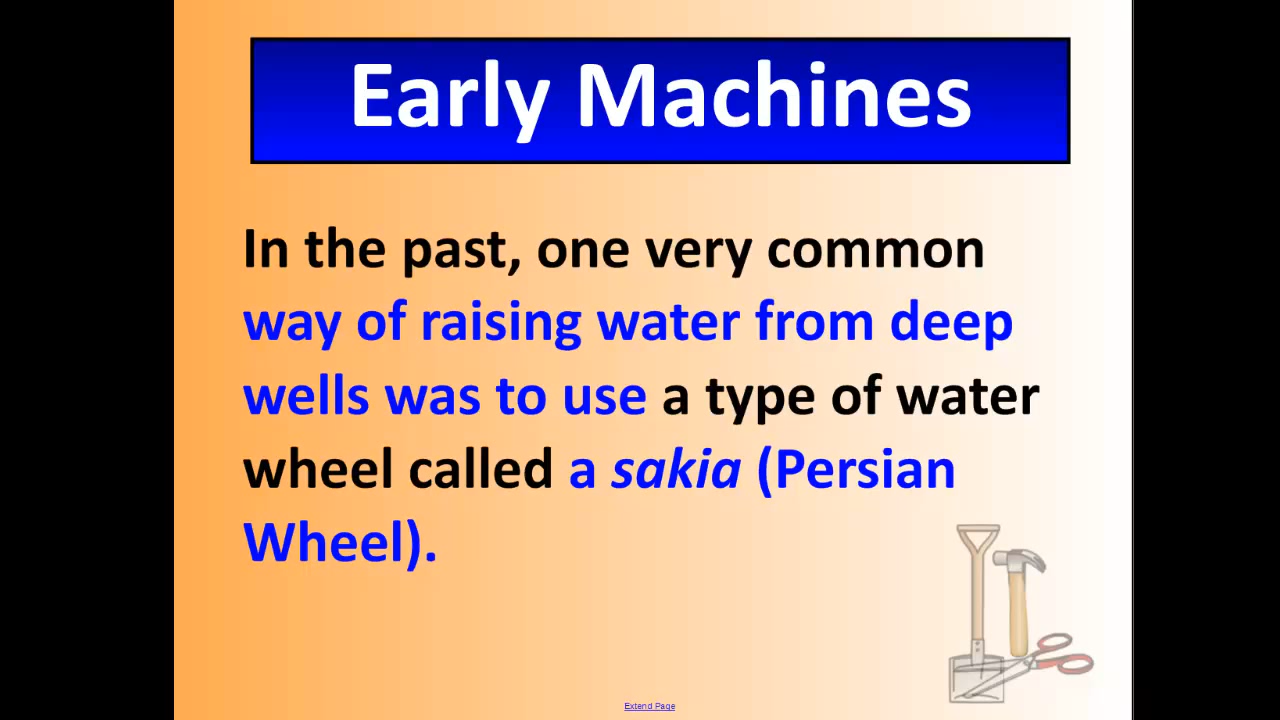 Early Machines
In the past, one very common
way of raising water from deep
wells was to use a type of water
wheel called a sakia (Persian
Wheel).
Extend Page